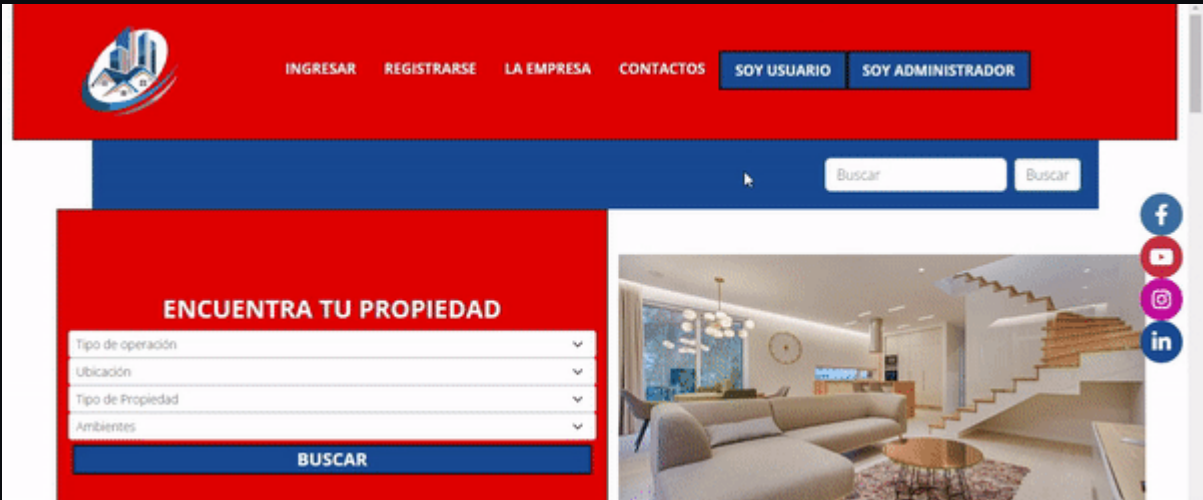 INGRESAR REGISTRARSE LA EMPRESA CONTACTOS SOY USUARIO SOY ADMINISTRADOR
Buscar Buscar
ENCUENTRA TU PROPIEDAD
Tipo de operación
Ubicación
Tipo de Propiedad
Ambientes
BUSCAR
in